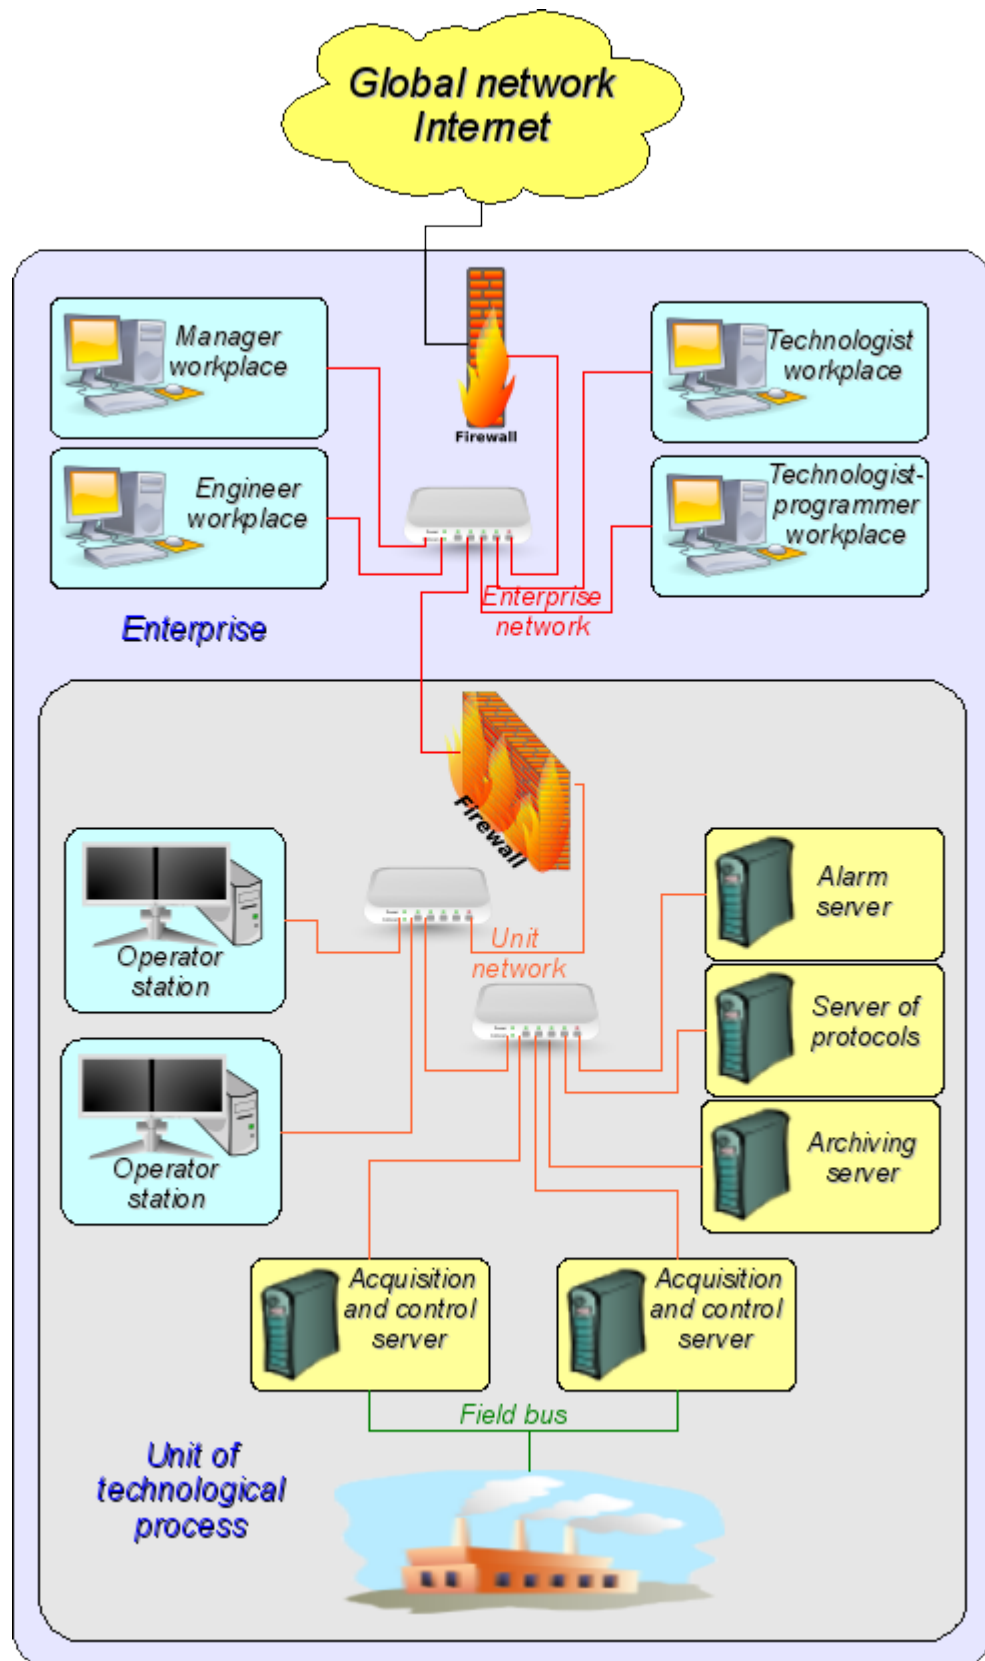 Global network
Internet
Manager
workplace
Technologist
workplace
Firewall
Engineer
workplace
Technologist-
programmer
workplace
Enterprise
network
Enterprise
Firewall
Operator
station
Alarm
server
Unit
network
Server of
protocols
Operator
station
Archiving
server
Acquisition
and control
server
Acquisition
and control
server
Field bus
Unit of
technological
process